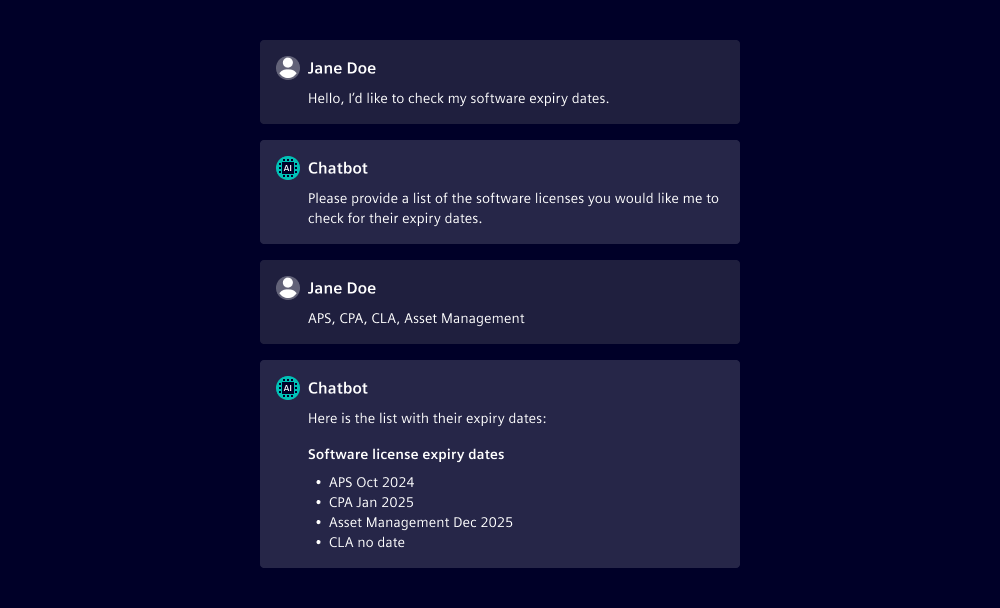 Jane Doe
Hello, I’d like to check my software expiry dates.
AI
Chatbot
Please provide a list of the software licenses you would like me to
check for their expiry dates.
Jane Doe
APS, CPA, CLA, Asset Management
AI
Chatbot
Here is the list with their expiry dates:
Software license expiry dates
• APS Oct 2024
• CPA Jan 2025
• Asset Management Dec 2025
• CLA no date